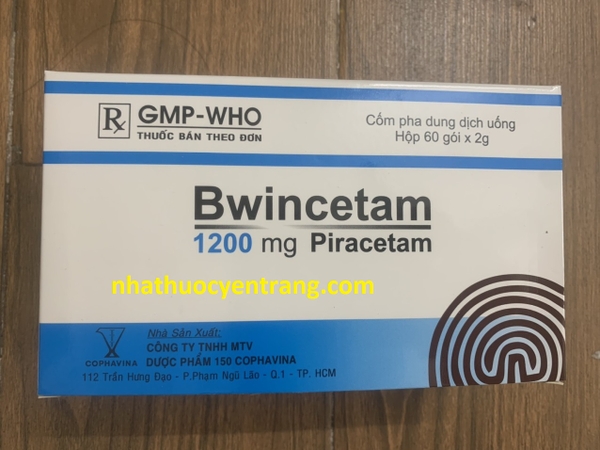 Rx
GMP-WHO
THUỐC BÁN THEO ĐƠN
Cốm pha dung dịch uống
Hộp 60 gói x 2g
Bwincetam
1200 mg Piracetam
nhathuocyentrang.com
COPHAVINA
Nhà Sản Xuất:
CÔNG TY TNHH MTV
DƯỢC PHẨM 150 COPHAVINA
112 Trần Hưng Đạo - P.Phạm Ngũ Lão - Q.1 - TP. HCM